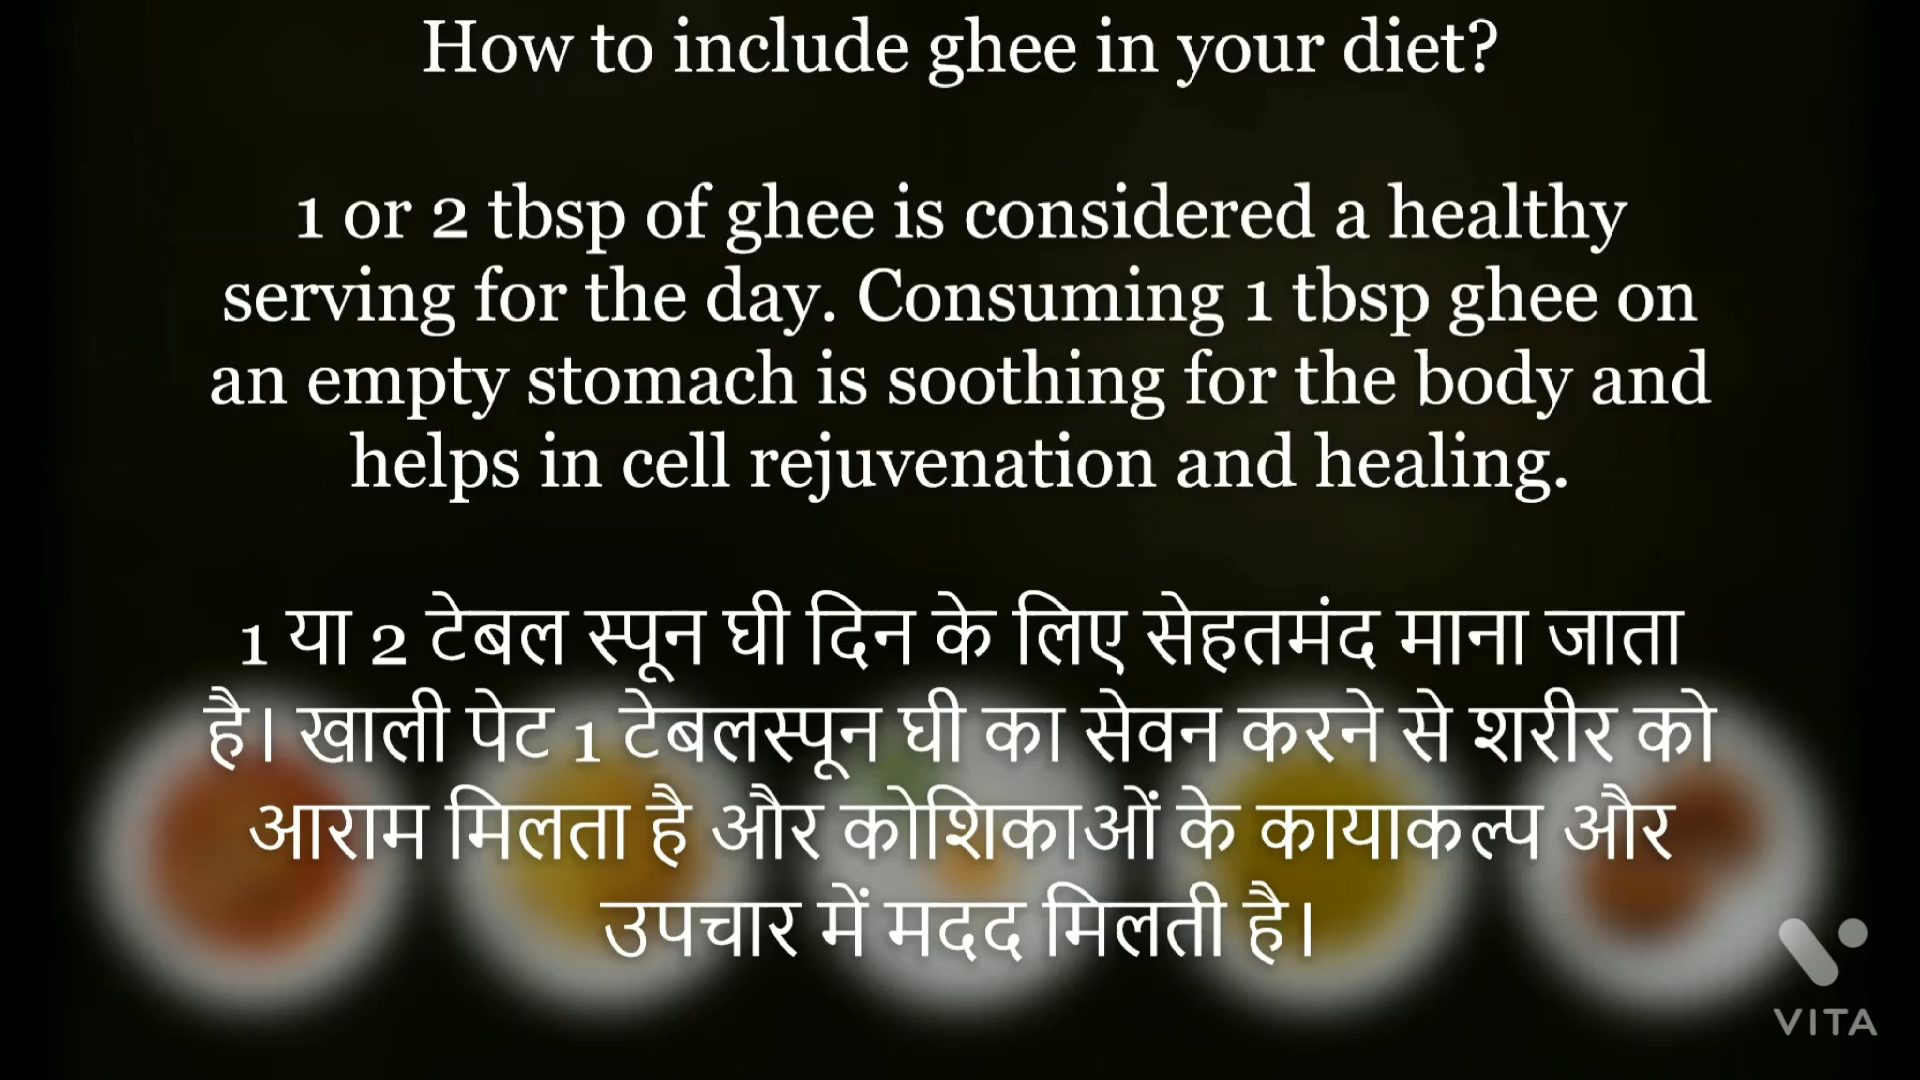 How to include ghee in your diet?
1 or 2 tbsp of ghee is considered a healthy
serving for the day. Consuming 1 tbsp ghee on
an empty stomach is soothing for the body and
helps in cell rejuvenation and healing.
1 या 2 टेबल स्पून घी दिन के लिए सेहतमंद माना जाता
है। खाली पेट 1 टेबलस्पून घी का सेवन करने से शरीर को
आराम मिलता है और कोशिकाओं के कायाकल्प और
उपचार में मदद मिलती है।
VITA